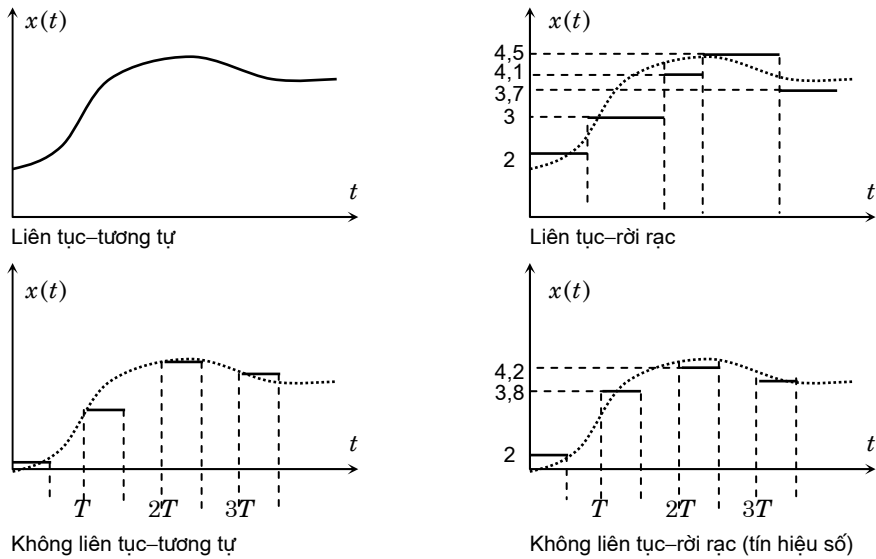 x(t)
t
Liên tục–tương tự
x(t)
4,5
4,1
3,7
3
2
t
Liên tục–rời rạc
x(t)
t
T 2T 3T
Không liên tục–tương tự
x(t)
4,2
3,8
2
t
T 2T 3T
Không liên tục–rời rạc (tín hiệu số)